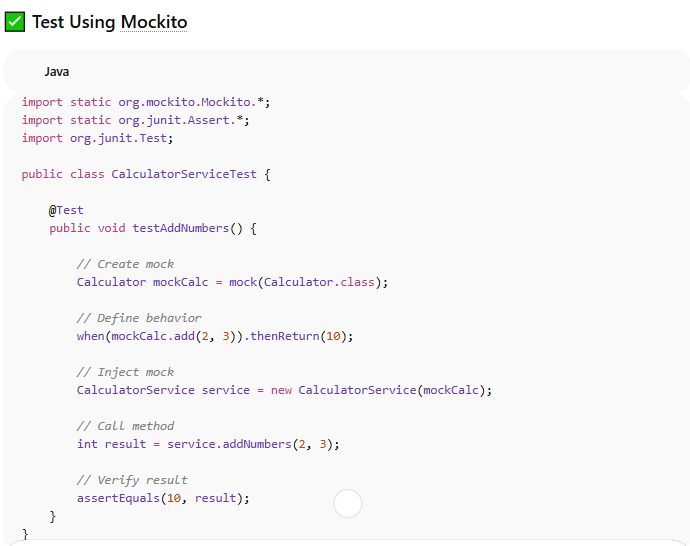 ✅ Test Using Mockito
Java
import static org.mockito.Mockito.*;
import static org.junit.Assert.*;
import org.junit.Test;
public class CalculatorServiceTest {
@Test
public void testAddNumbers() {
// Create mock
Calculator mockCalc = mock(Calculator.class);
// Define behavior
when(mockCalc.add(2, 3)).thenReturn(10);
// Inject mock
CalculatorService service = new CalculatorService(mockCalc);
// Call method
int result = service.addNumbers(2, 3);
// Verify result
assertEquals(10, result);
}
}